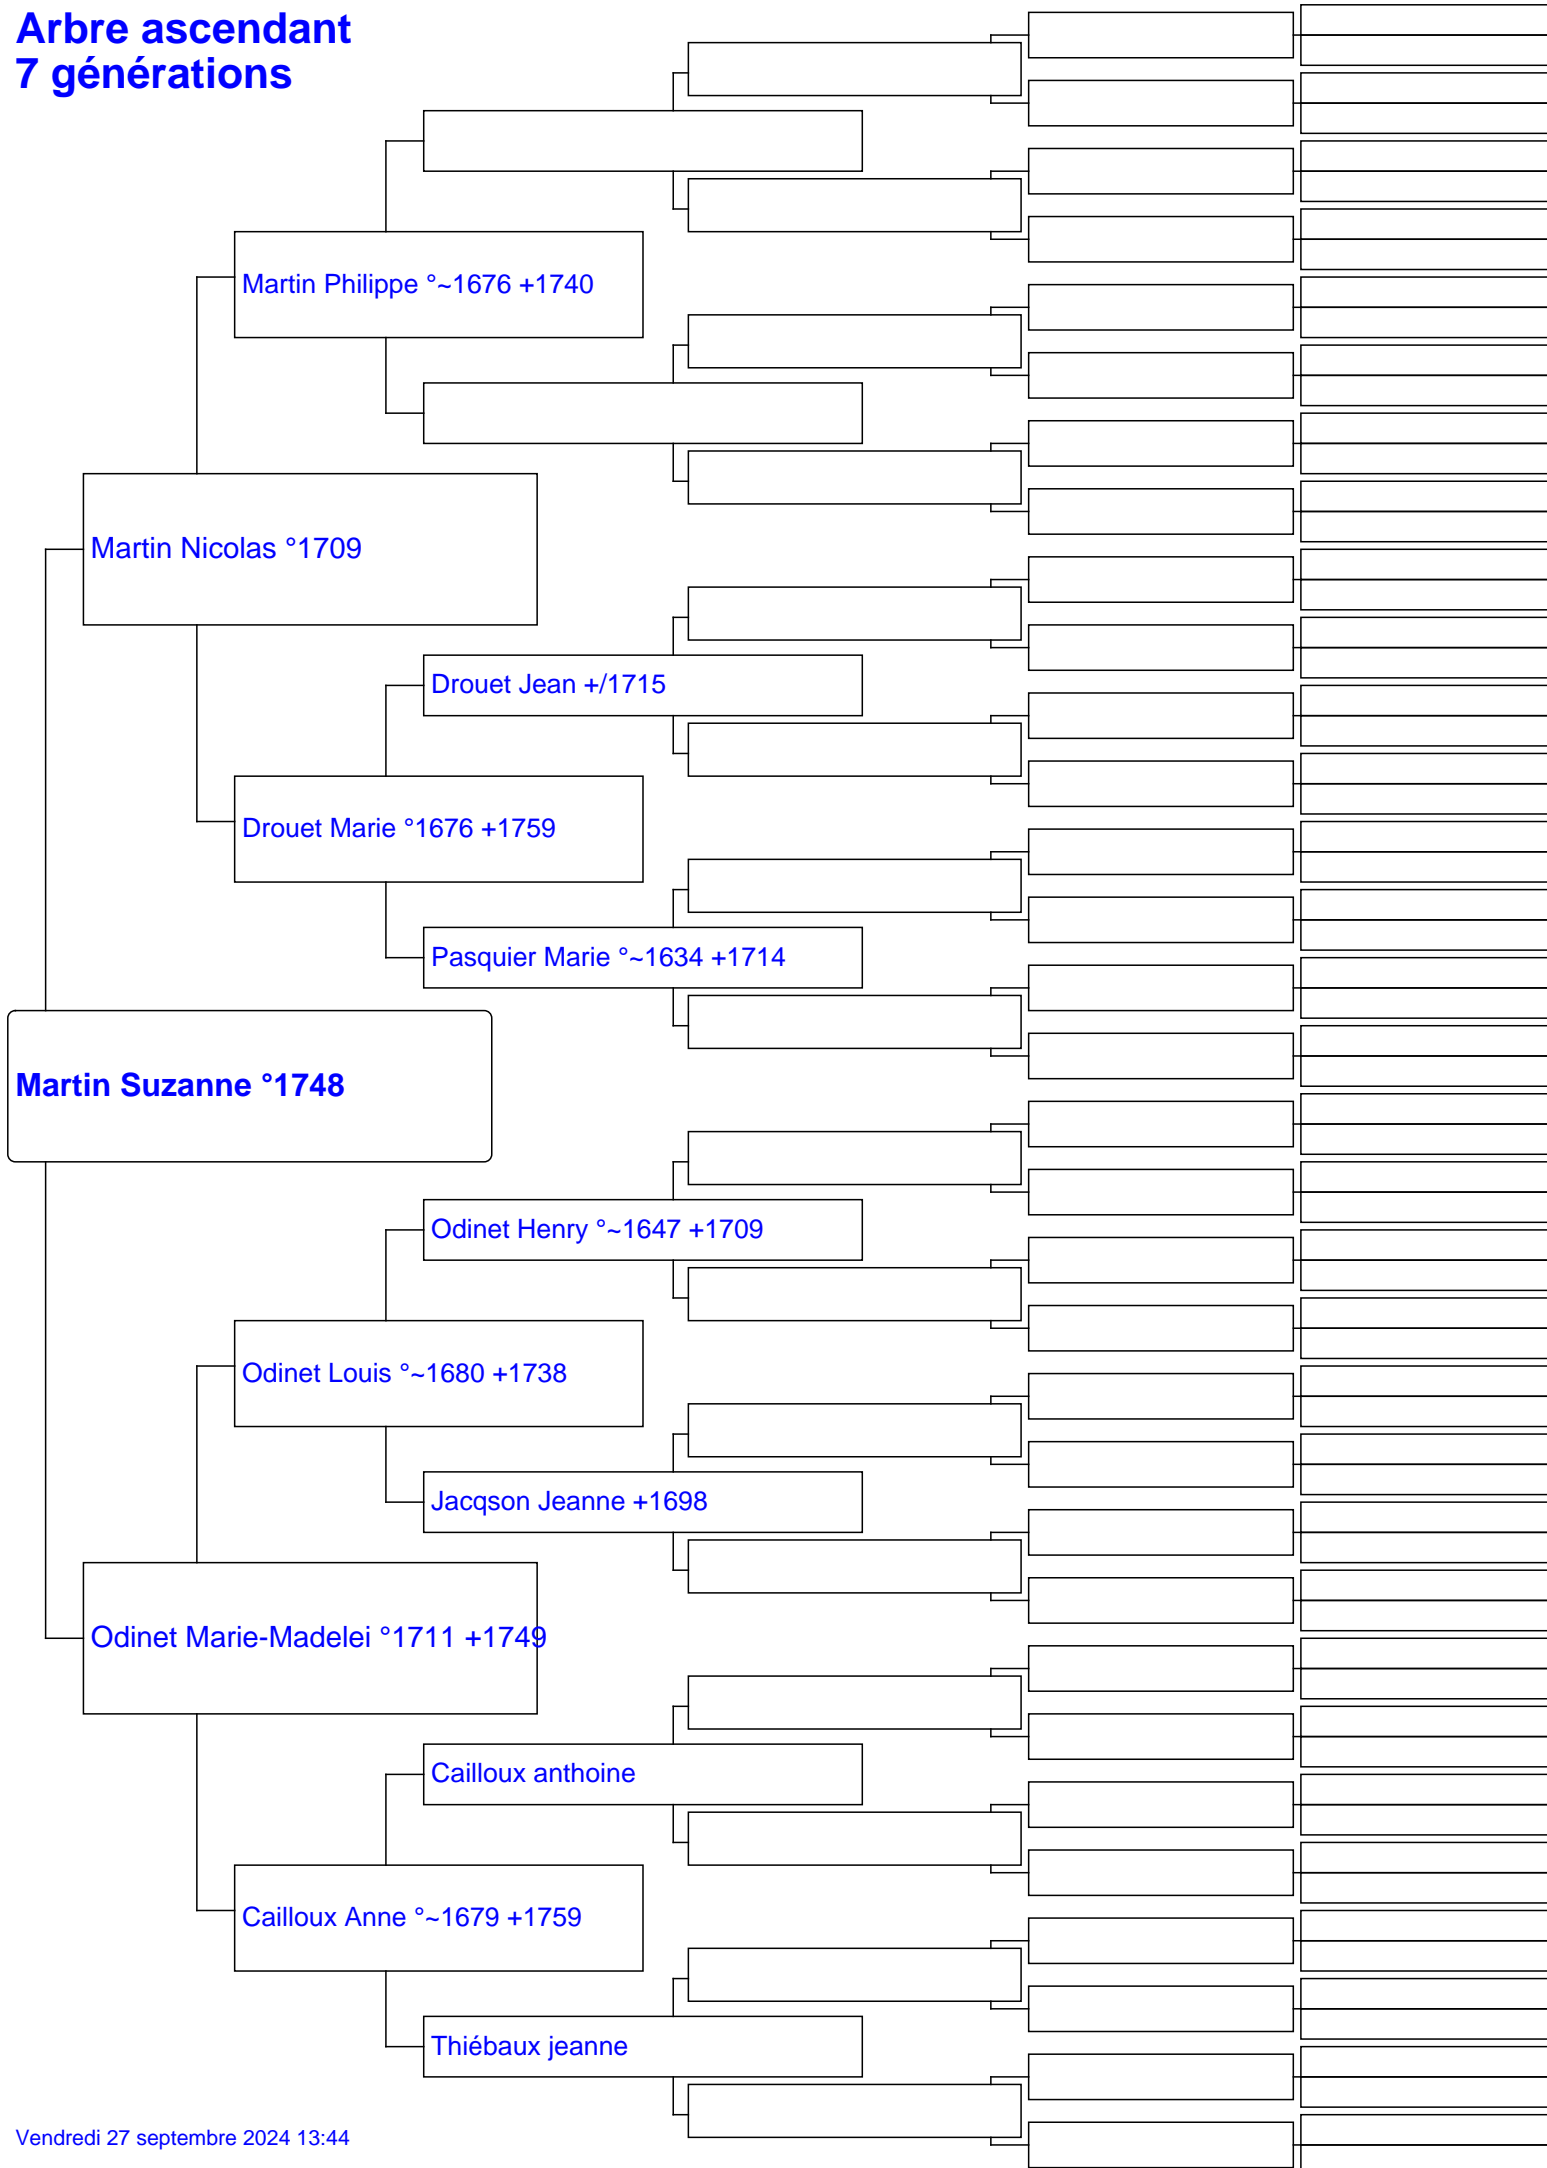 Arbre ascendant
7 générations
Martin Philippe °~1676 +1740
Martin Nicolas °1709
Drouet Jean +/1715
Drouet Marie °1676 +1759
Pasquier Marie °~1634 +1714
Martin Suzanne °1748
Odinet Henry °~1647 +1709
Odinet Louis °~1680 +1738
Jacqson Jeanne +1698
Odinet Marie-Madelei °1711 +1749
Cailloux anthoine
Cailloux Anne °~1679 +1759
Thiébaux jeanne
Vendredi 27 septembre 2024 13:44